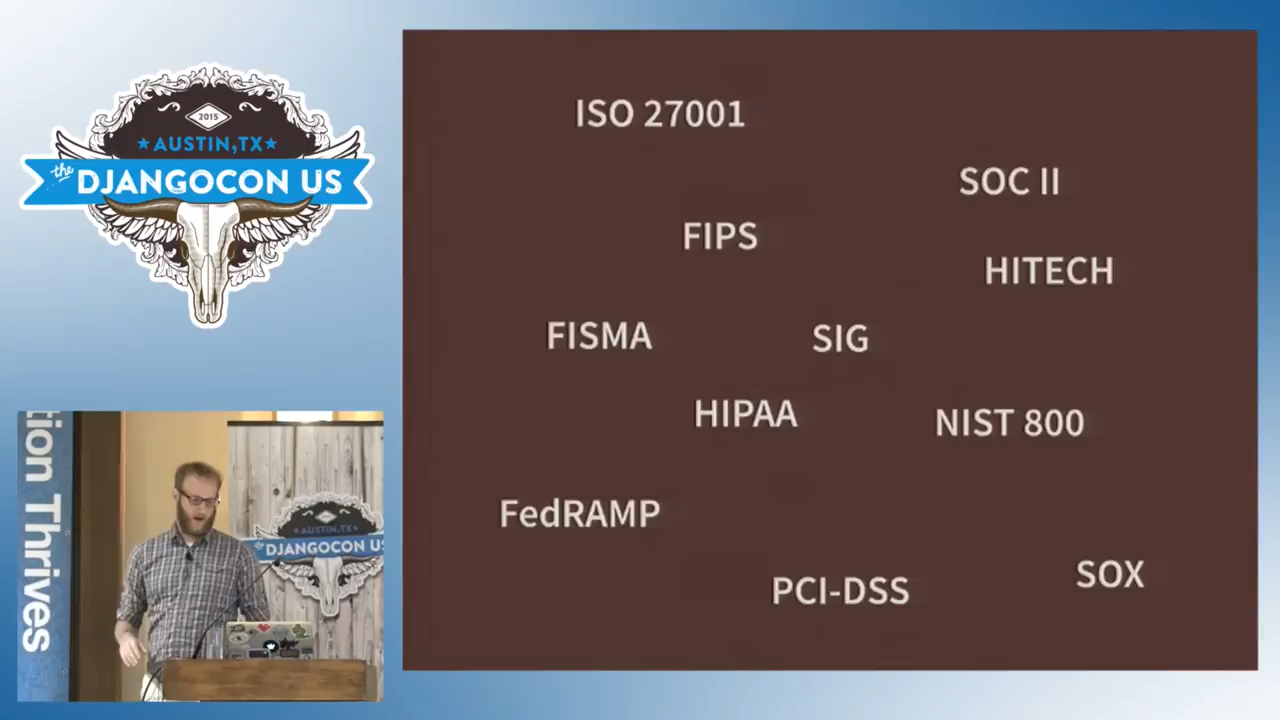 2015
AUSTIN, TX
the
DJANGOCON US
ISO 27001
SOC II
FIPS
HITECH
FISMA
SIG
HIPAA
NIST 800
FedRAMP
PCI-DSS
SOX
tion Thrives
AUSTIN, TX
the
DJANGOCON US